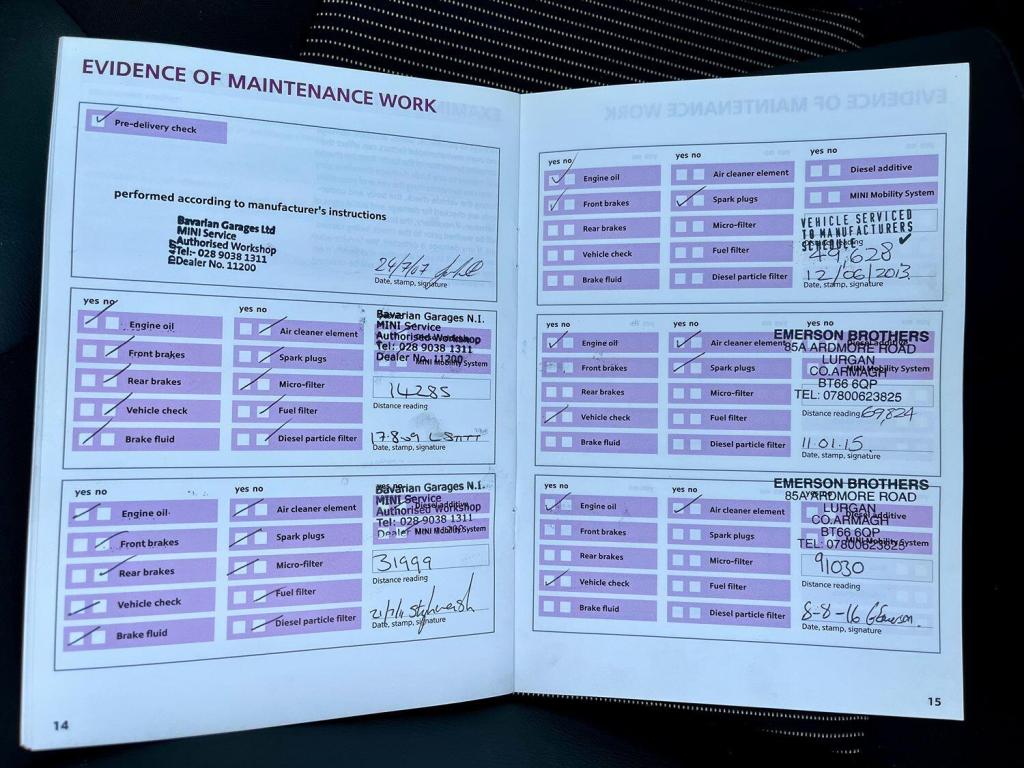 EVIDENCE OF MAINTENANCE WORK
Pre-delivery check
performed according to manufacturer's instructions
Bavarian Garages Ltd
MINI Service
Authorised Workshop
Tel:- 028 9038 1311
Dealer No. 11200
24/7/07
Date, stamp, signature
yes no
Engine oil
Front brakes
Rear brakes
Vehicle check
Brake fluid
yes no
Air cleaner element
Spark plugs
Micro-filter
Fuel filter
Diesel particle filter
Bavarian Garages N.I.
MINI Service
Authorised Workshop
Tel: 028 9038 1311
Dealer No. 11200
MINI Mobility System
14285
Distance reading
17.8.09
Date, stamp, signature
yes no
Engine oil
Front brakes
Rear brakes
Vehicle check
Brake fluid
yes no
Air cleaner element
Spark plugs
Micro-filter
Fuel filter
Diesel particle filter
Bavarian Garages N.I.
MINI Service
Diesel additive
Authorised Workshop
Tel: 028 9038 1311
MINI Mobility System
31999
Distance reading
Date, stamp, signature
14
yes no
Engine oil
Front brakes
Rear brakes
Vehicle check
Brake fluid
yes no
Air cleaner element
Spark plugs
Micro-filter
Fuel filter
Diesel particle filter
yes no
Diesel additive
MINI Mobility System
VEHICLE SERVICED
TO MANUFACTURERS
SCHEDULE
49,628
12/06/2013
Date, stamp, signature
yes no
Engine oil
Front brakes
Rear brakes
Vehicle check
Brake fluid
yes no
Air cleaner element
Spark plugs
Micro-filter
Fuel filter
Diesel particle filter
EMERSON BROTHERS
85A ARDMORE ROAD
LURGAN
CO.ARMAGH
BT66 6QP
TEL: 07800623825
Distance reading 69,824
11.01.15.
Date, stamp, signature
yes no
Engine oil
Front brakes
Rear brakes
Vehicle check
Brake fluid
yes no
Air cleaner element
Spark plugs
Micro-filter
Fuel filter
Diesel particle filter
EMERSON BROTHERS
85A ARDMORE ROAD
LURGAN
CO.ARMAGH
BT66 6QP
TEL: 07800623825
91030
Distance reading
8-8-16 G Emerson.
Date, stamp, signature
15